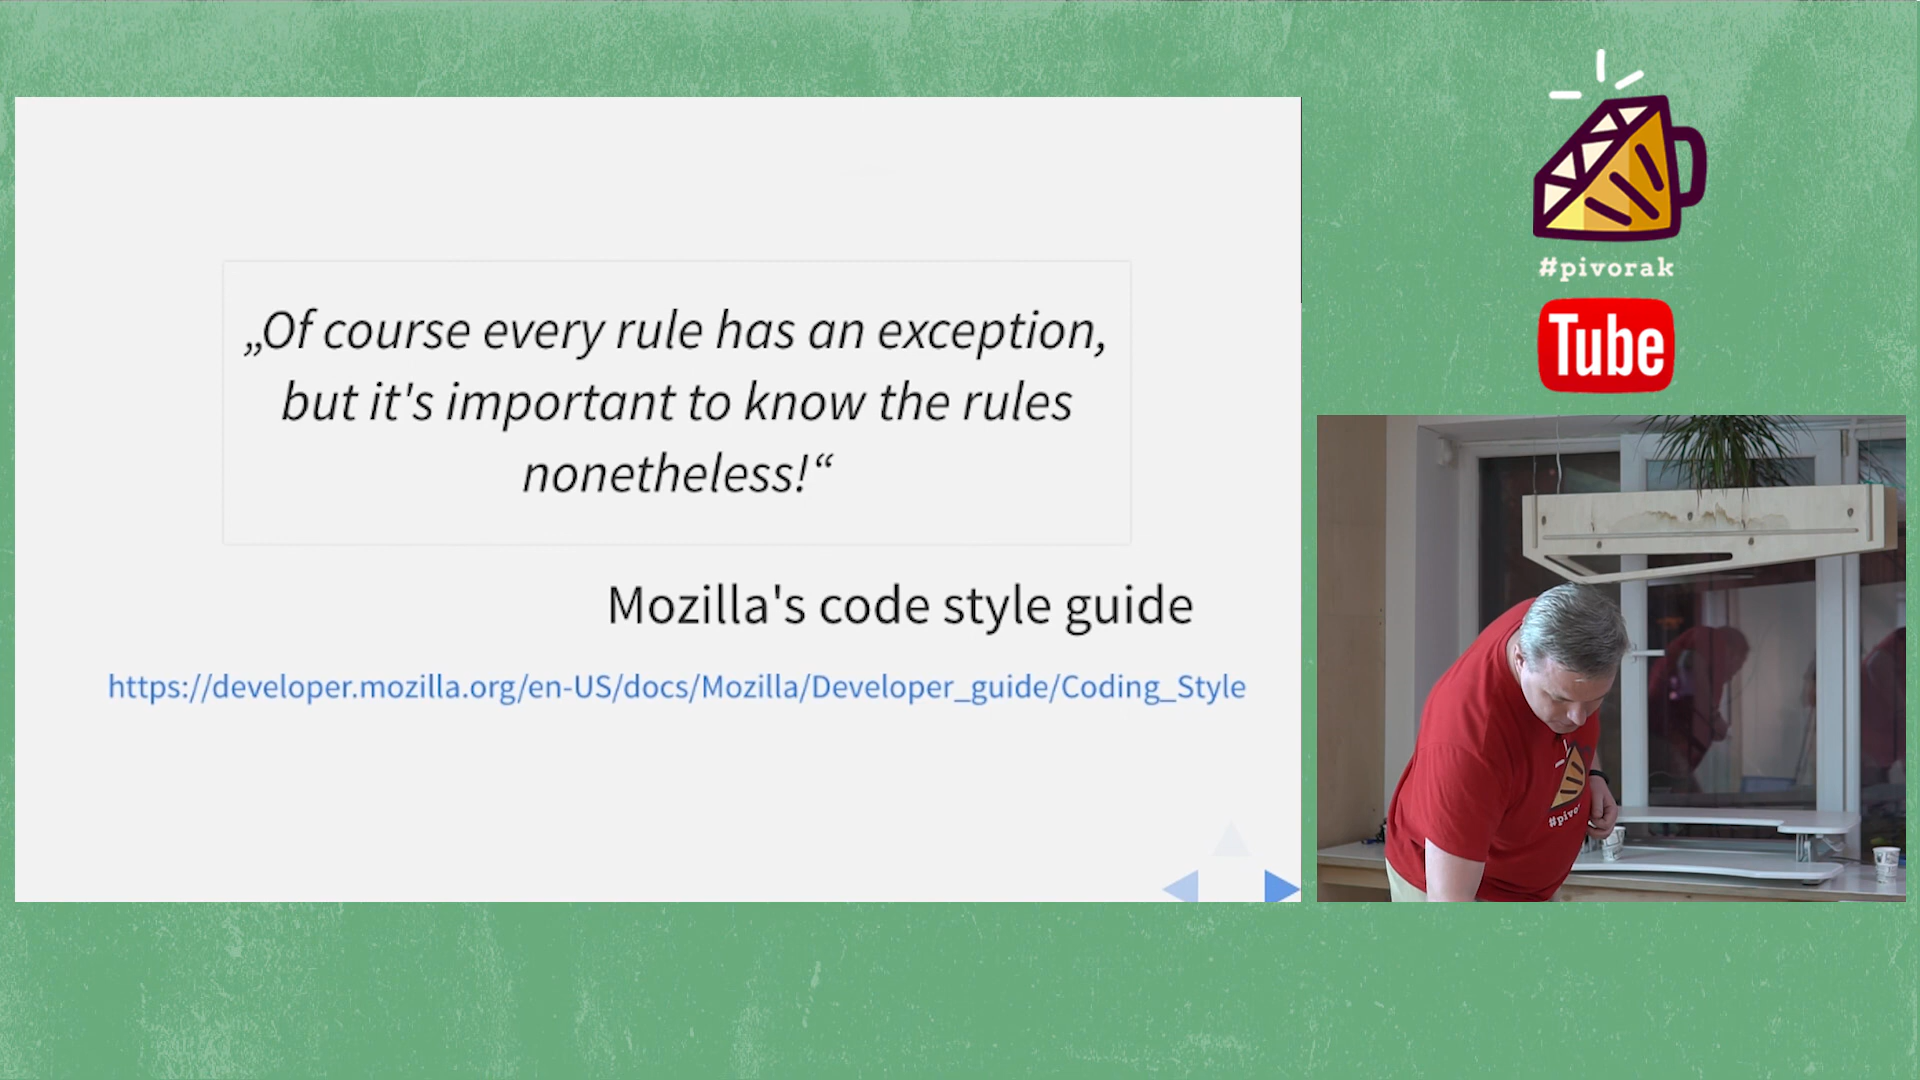 „Of course every rule has an exception,
but it's important to know the rules
nonetheless!“
Mozilla's code style guide
https://developer.mozilla.org/en-US/docs/Mozilla/Developer_guide/Coding_Style
#pivorak
Tube
#pivo